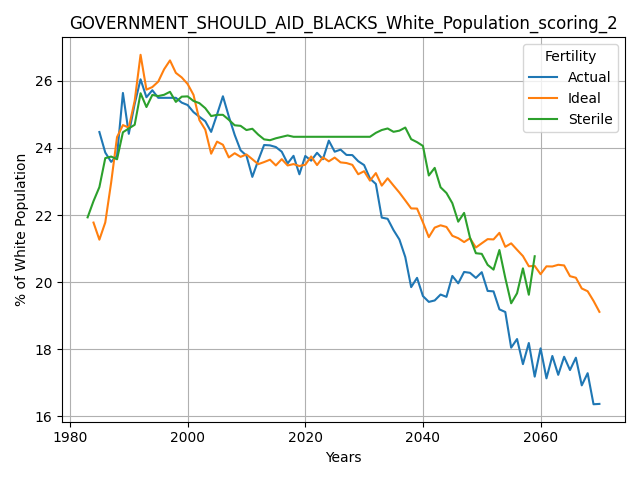 GOVERNMENT_SHOULD_AID_BLACKS_White_Population_scoring_2
Fertility
Actual
Ideal
Sterile
% of White Population
26
24
22
20
18
16
1980
2000
2020
2040
2060
Years